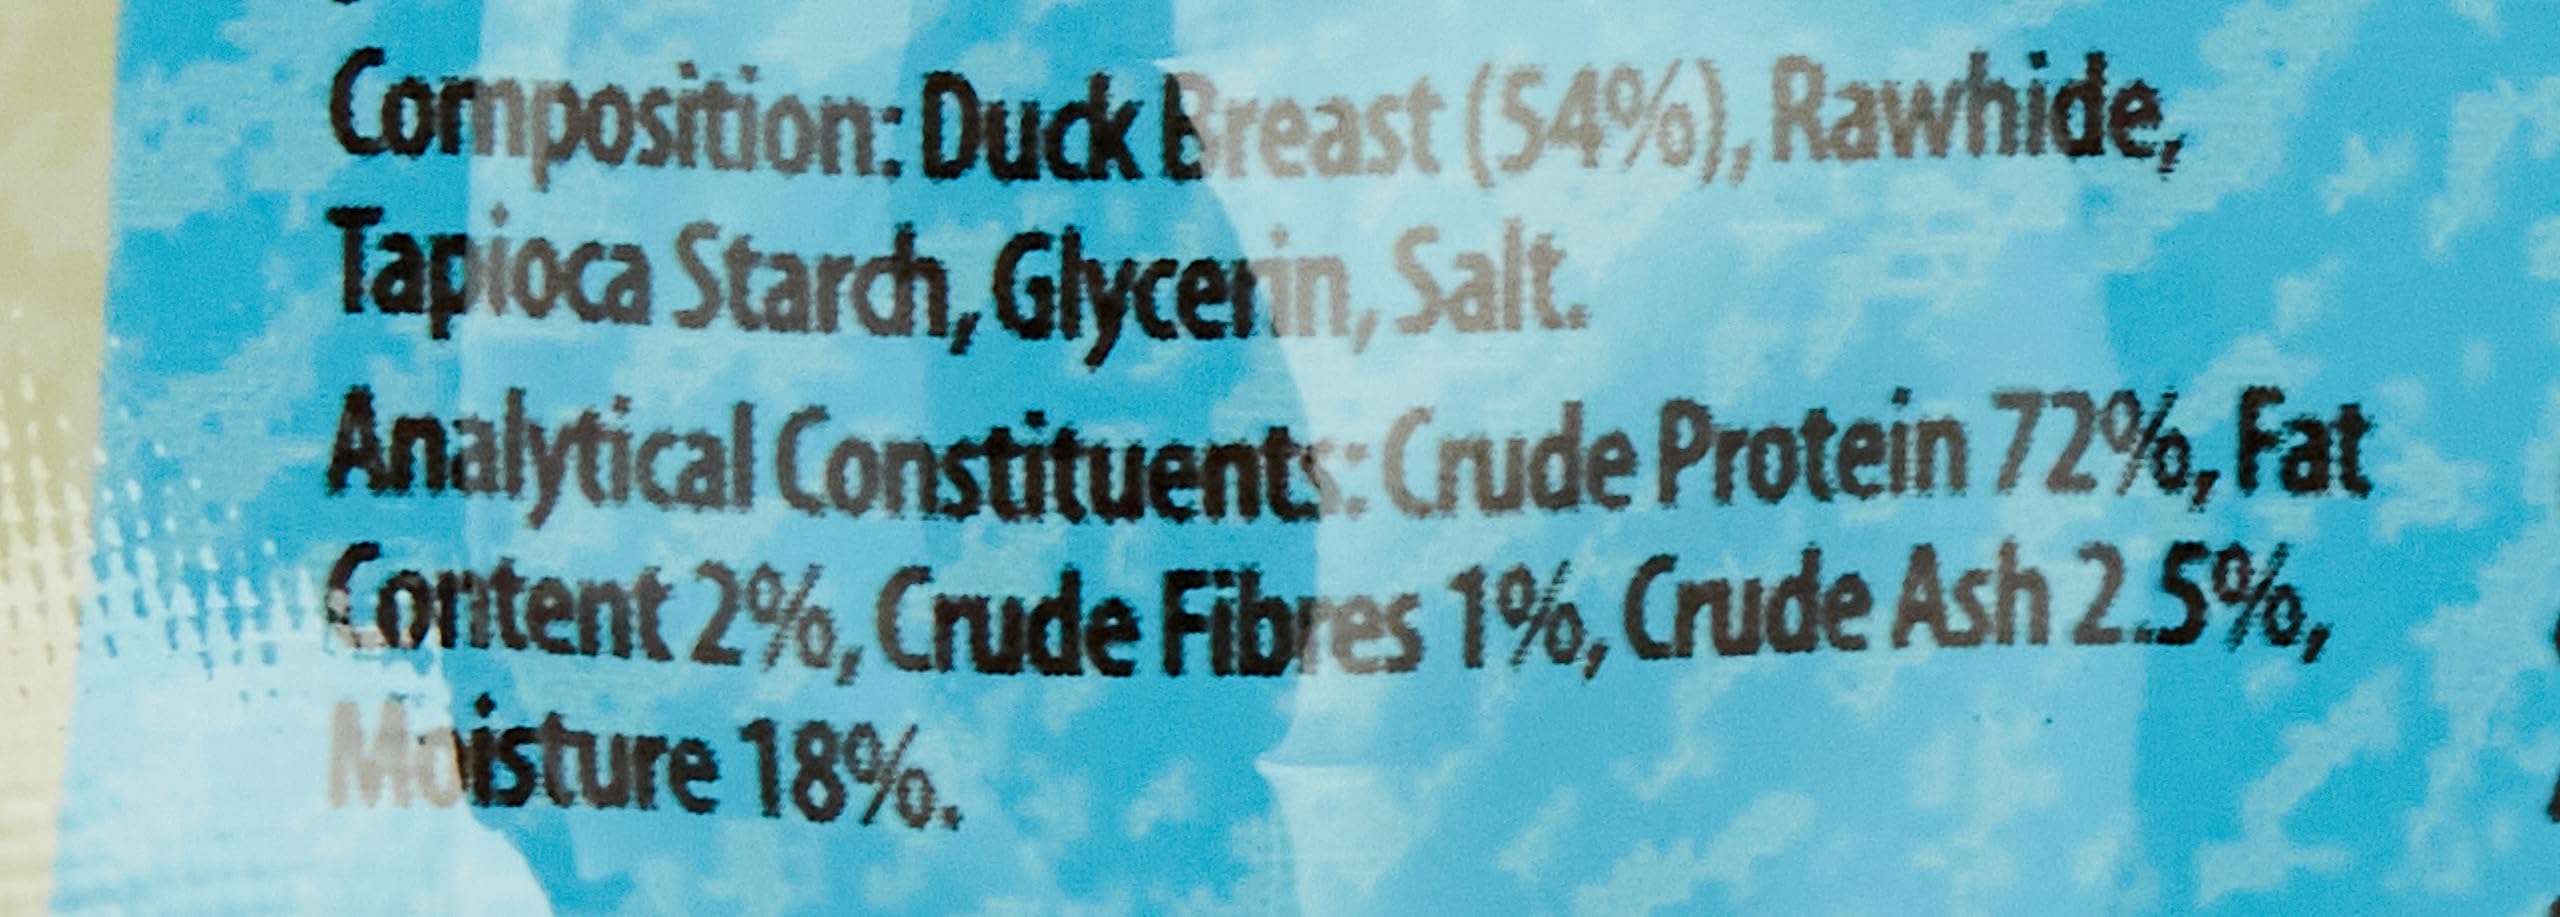 Composition: Duck Breast (54%), Rawhide,
Tapioca Starch, Glycerin, Salt.
Analytical Constituents: Crude Protein 72%, Fat
Content 2%, Crude Fibres 1%, Crude Ash 2.5%,
Moisture 18%.